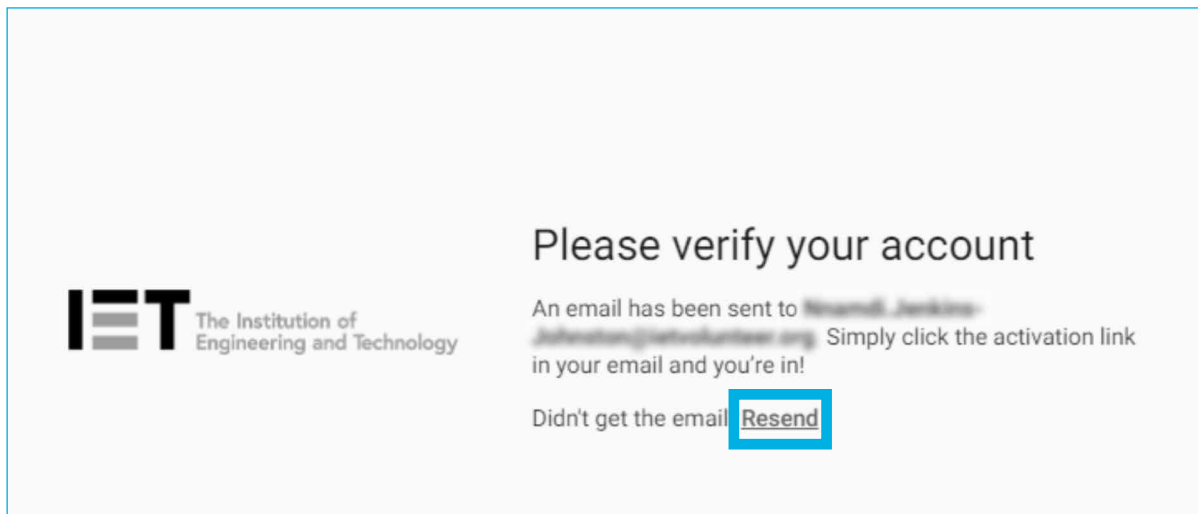 IET The Institution of
Engineering and Technology
Please verify your account
An email has been sent to
Simply click the activation link
in your email and you're in!
Didn't get the email Resend